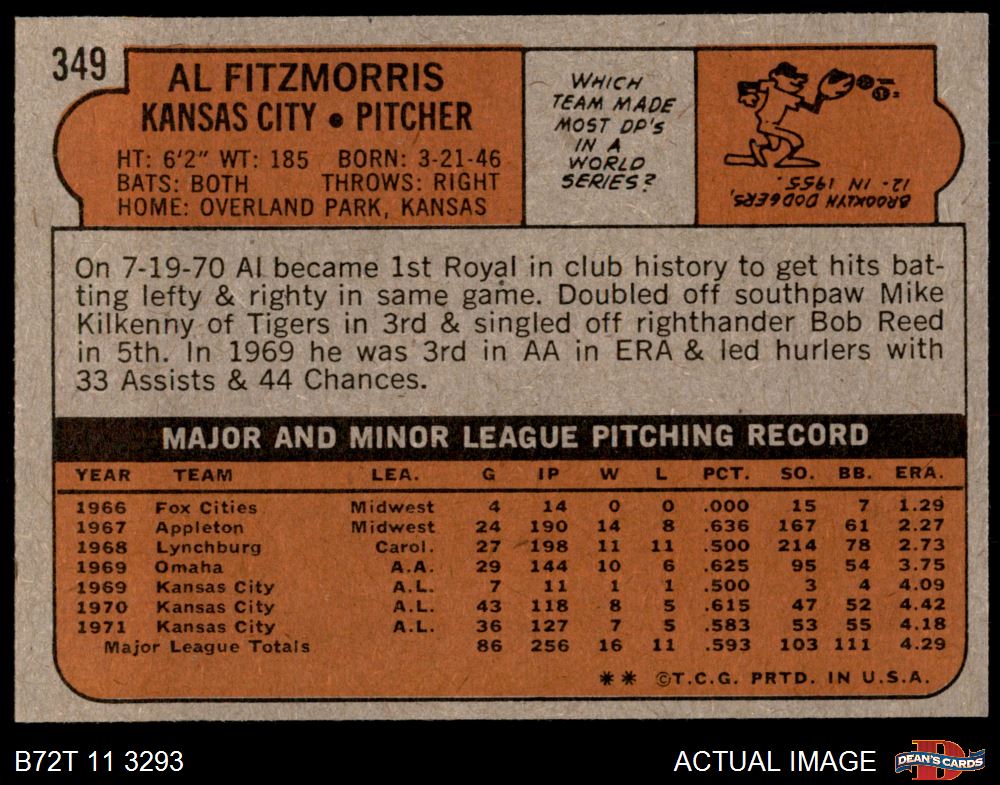 349
AL FITZMORRIS
KANSAS CITY • PITCHER
HT: 6'2" WT: 185 BORN: 3-21-46
BATS: BOTH THROWS: RIGHT
HOME: OVERLAND PARK, KANSAS
WHICH
TEAM MADE
MOST DP'S
IN A
WORLD
SERIES?
BROOKLYN DODGERS,
12 - IN 1955.
On 7-19-70 Al became 1st Royal in club history to get hits bat-
ting lefty & righty in same game. Doubled off southpaw Mike
Kilkenny of Tigers in 3rd & singled off righthander Bob Reed
in 5th. In 1969 he was 3rd in AA in ERA & led hurlers with
33 Assists & 44 Chances.
MAJOR AND MINOR LEAGUE PITCHING RECORD
YEAR TEAM LEA. G IP W L PCT. SO. BB. ERA.
1966 Fox Cities Midwest 4 14 0 0 .000 15 7 1.29
1967 Appleton Midwest 24 190 14 8 .636 167 61 2.27
1968 Lynchburg Carol. 27 198 11 11 .500 214 78 2.73
1969 Omaha A.A. 29 144 10 6 .625 95 54 3.75
1969 Kansas City A.L. 7 11 1 1 .500 3 4 4.09
1970 Kansas City A.L. 43 118 8 5 .615 47 52 4.42
1971 Kansas City A.L. 36 127 7 5 .583 53 55 4.18
Major League Totals 86 256 16 11 .593 103 111 4.29
** ©T.C.G. PRTD. IN U.S.A.
B72T 11 3293 ACTUAL IMAGE DEAN'S CARDS